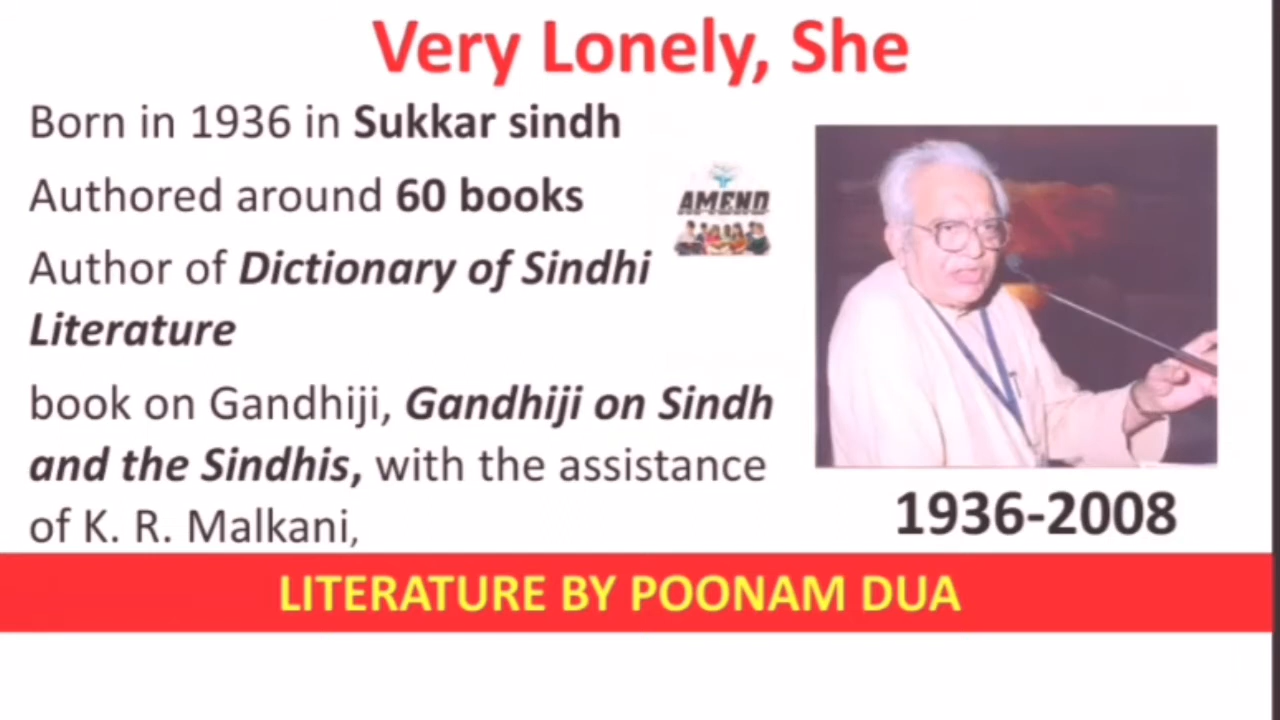 Very Lonely, She
Born in 1936 in Sukkar sindh
Authored around 60 books
AMEND
Author of Dictionary of Sindhi
Literature
book on Gandhiji, Gandhiji on Sindh
and the Sindhis, with the assistance
of K. R. Malkani,
1936-2008
LITERATURE BY POONAM DUA